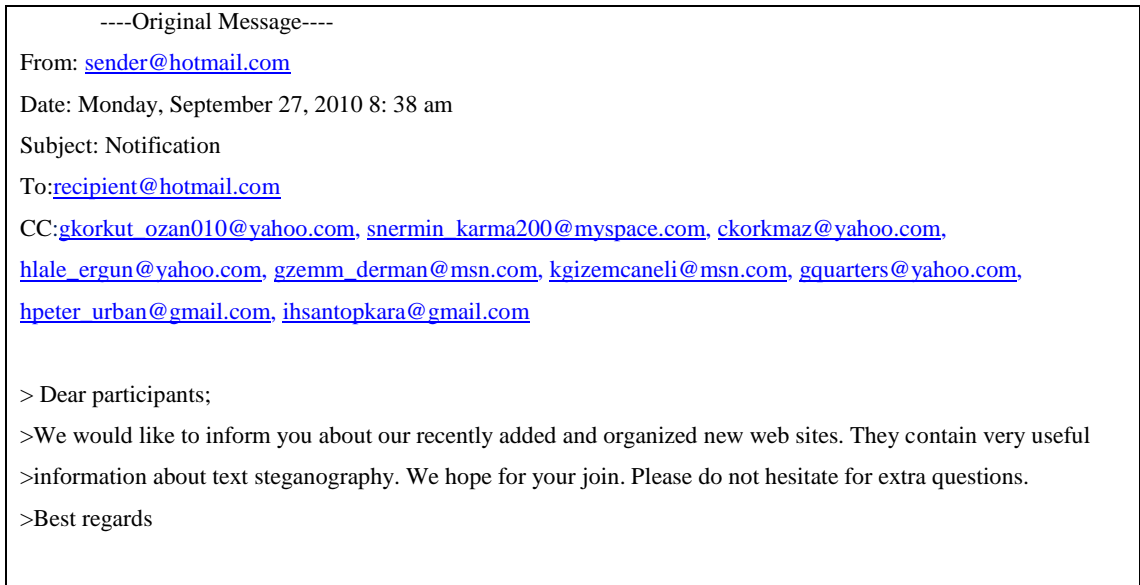 ----Original Message----
From: sender@hotmail.com
Date: Monday, September 27, 2010 8: 38 am
Subject: Notification
To:recipient@hotmail.com
CC:gkorkut_ozan010@yahoo.com, snermin_karma200@myspace.com, ckorkmaz@yahoo.com,
hlale_ergun@yahoo.com, gzemm_derman@msn.com, kgizemcaneli@msn.com, gquarters@yahoo.com,
hpeter_urban@gmail.com, ihsantopkara@gmail.com
> Dear participants;
>We would like to inform you about our recently added and organized new web sites. They contain very useful
>information about text steganography. We hope for your join. Please do not hesitate for extra questions.
>Best regards